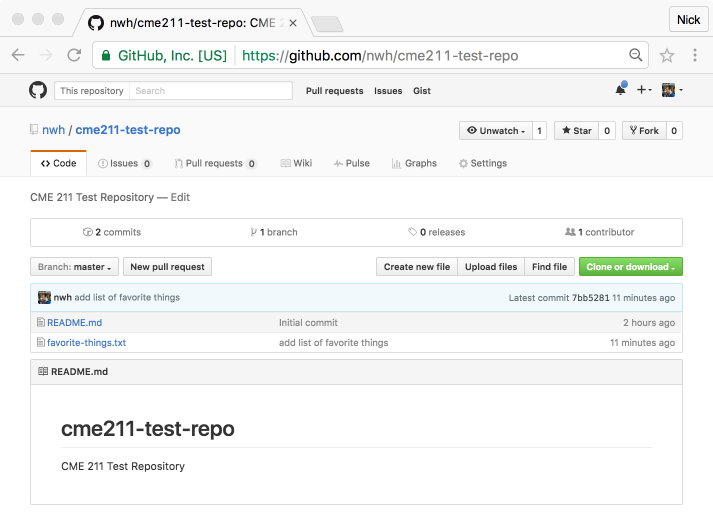 nwh/cme211-test-repo: CME 2
Nick
GitHub, Inc. [US] https://github.com/nwh/cme211-test-repo
This repository Search Pull requests Issues Gist
nwh / cme211-test-repo
Unwatch 1 Star 0 Fork 0
Code Issues 0 Pull requests 0 Wiki Pulse Graphs Settings
CME 211 Test Repository — Edit
2 commits 1 branch 0 releases 1 contributor
Branch: master New pull request Create new file Upload files Find file Clone or download
nwh add list of favorite things Latest commit 7bb5281 11 minutes ago
README.md Initial commit 2 hours ago
favorite-things.txt add list of favorite things 11 minutes ago
README.md
cme211-test-repo
CME 211 Test Repository